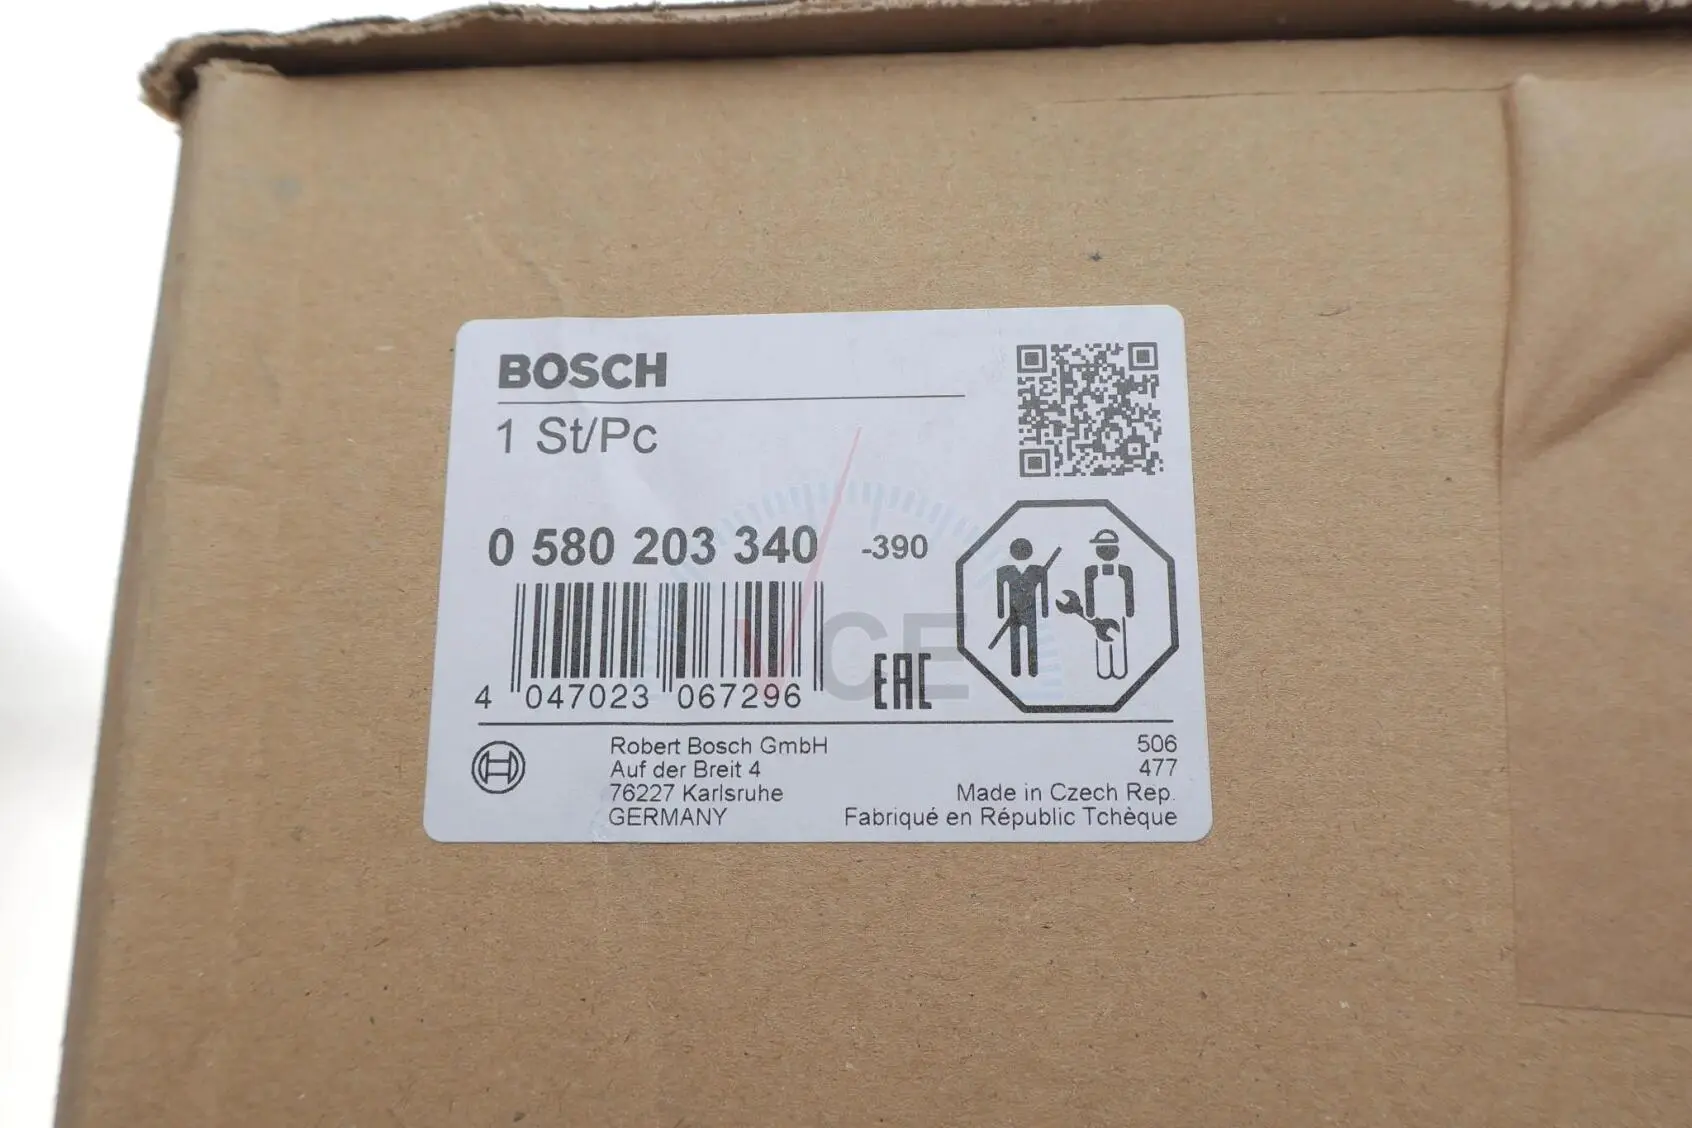 BOSCH
1 St/Pc
0 580 203 340 -390
4 047023 067296
EAC
VCE
Robert Bosch GmbH
Auf der Breit 4
76227 Karlsruhe
GERMANY
506
477
Made in Czech Rep.
Fabriqué en Républic Tchèque